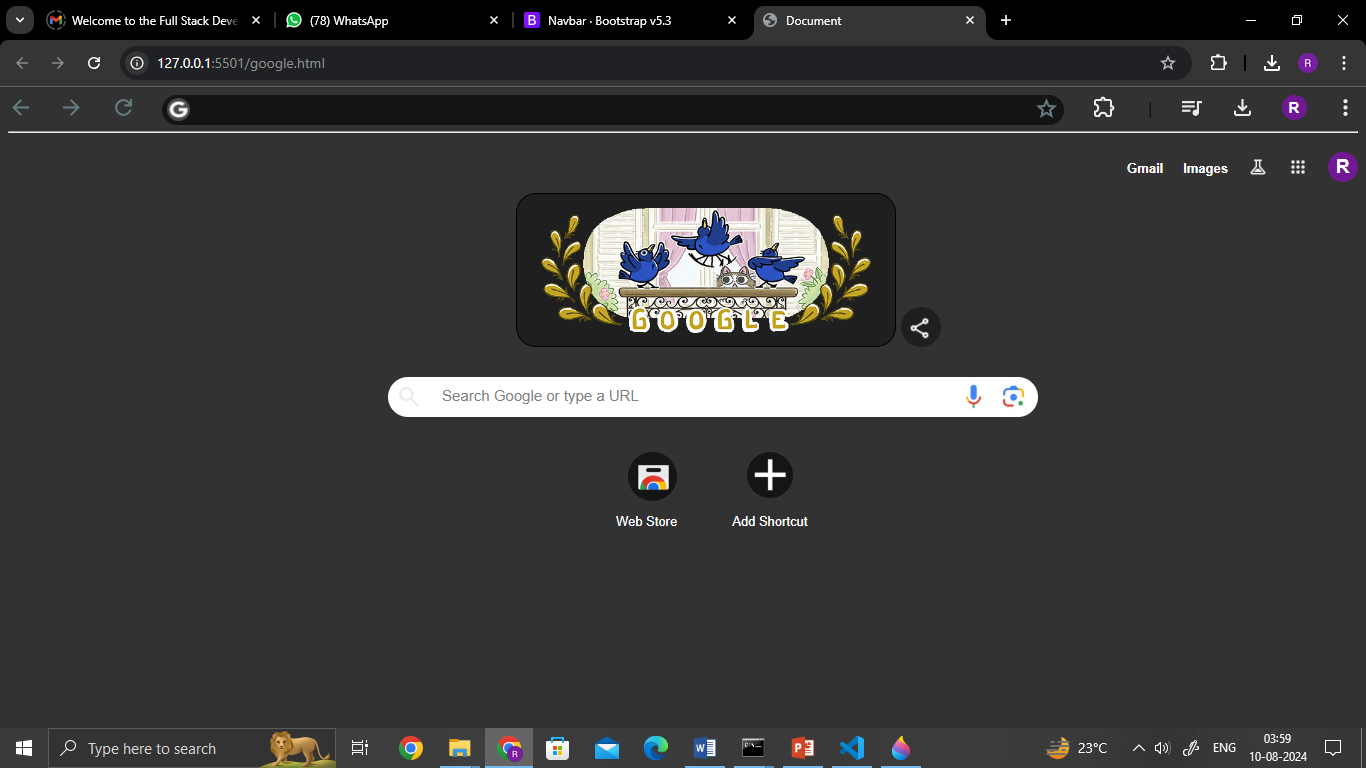 Welcome to the Full Stack Deve
(78) WhatsApp
B Navbar · Bootstrap v5.3
Document
127.0.0.1:5501/google.html
R
G
R
Gmail Images R
GOOGLE
Search Google or type a URL
Web Store
Add Shortcut
Type here to search
R
W
P
23°C
ENG
03:59
10-08-2024